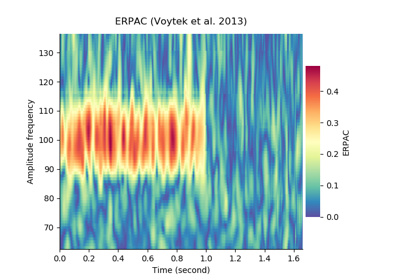 ERPAC (Voytek et al. 2013)
130
120
110
100
90
80
70
Amplitude frequency
0.0 0.2 0.4 0.6 0.8 1.0 1.2 1.4 1.6
Time (second)
0.4
0.3
0.2
0.1
0.0
ERPAC